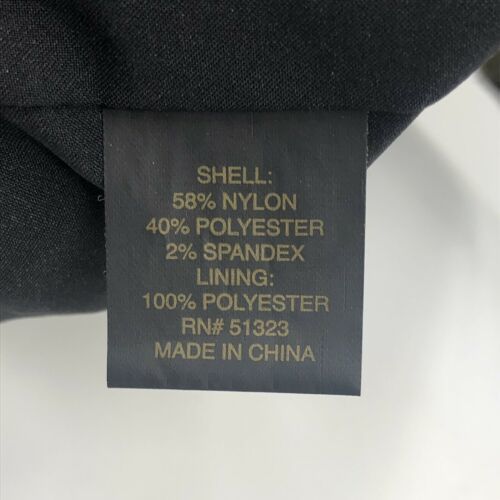 SHELL:
58% NYLON
40% POLYESTER
2% SPANDEX
LINING:
100% POLYESTER
RN# 51323
MADE IN CHINA